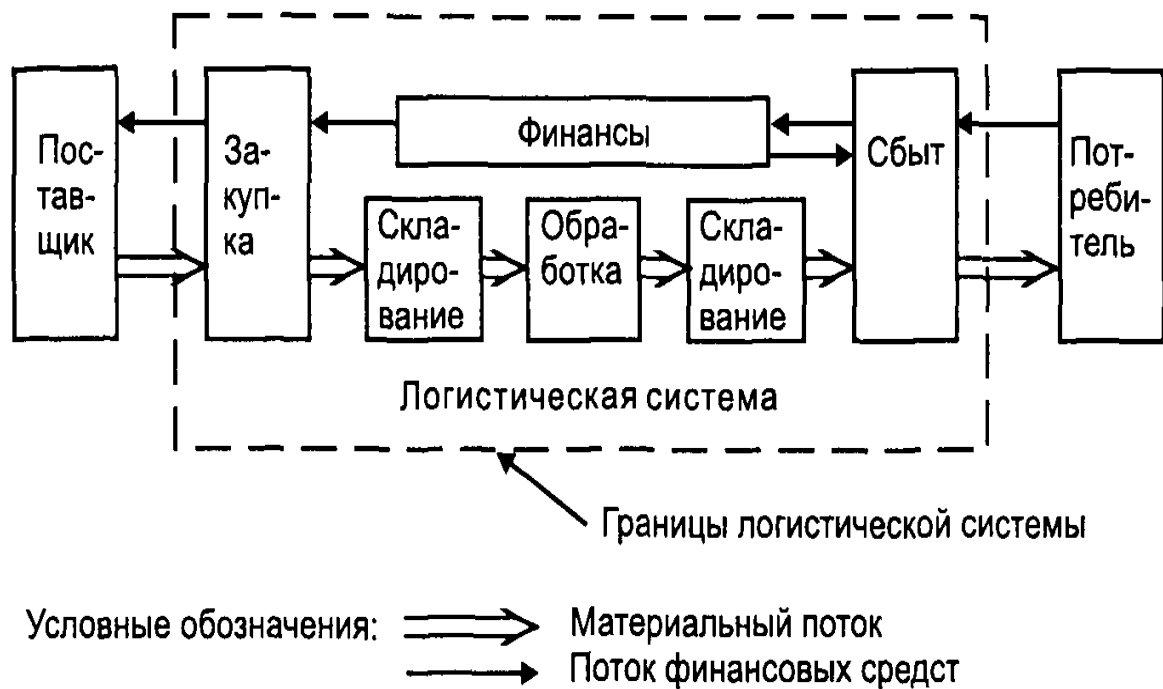 Пос-
тав-
щик
За-
куп-
ка
Финансы
Скла-
дирo-
вание
Обра-
ботка
Скла-
диро-
вание
Сбыт
Пот-
реби-
тель
Логистическая система
Границы логистической системы
Условные обозначения:
Материальный поток
Поток финансовых средст